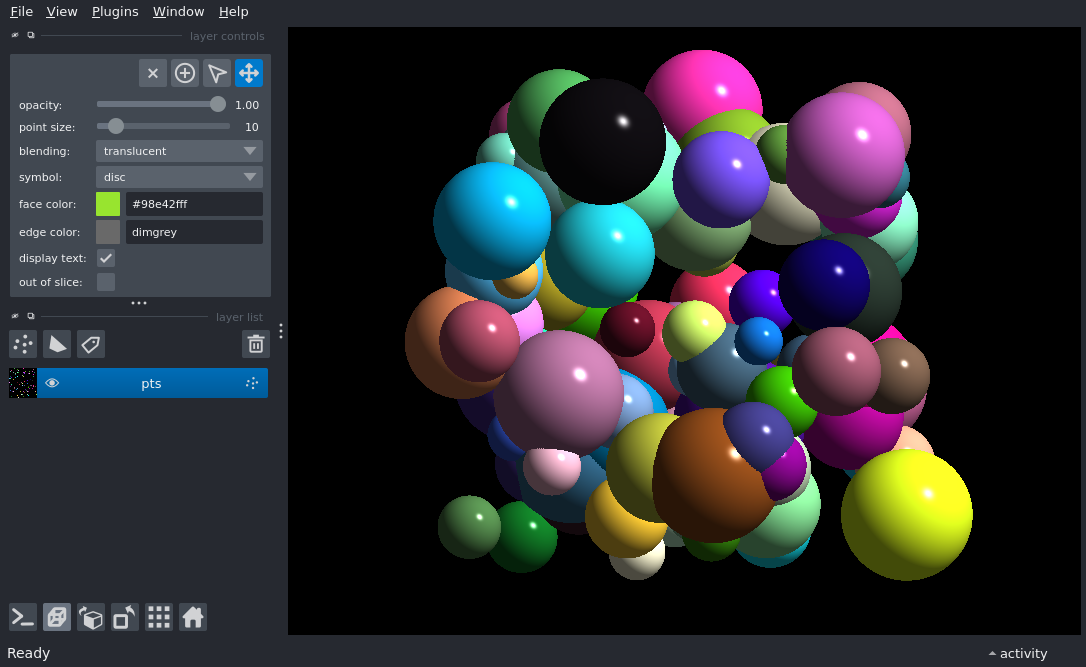 File View Plugins Window Help
layer controls
opacity: 1.00
point size: 10
blending: translucent
symbol: disc
face color: #98e42fff
edge color: dimgrey
display text:
out of slice:
layer list
pts
Ready
activity